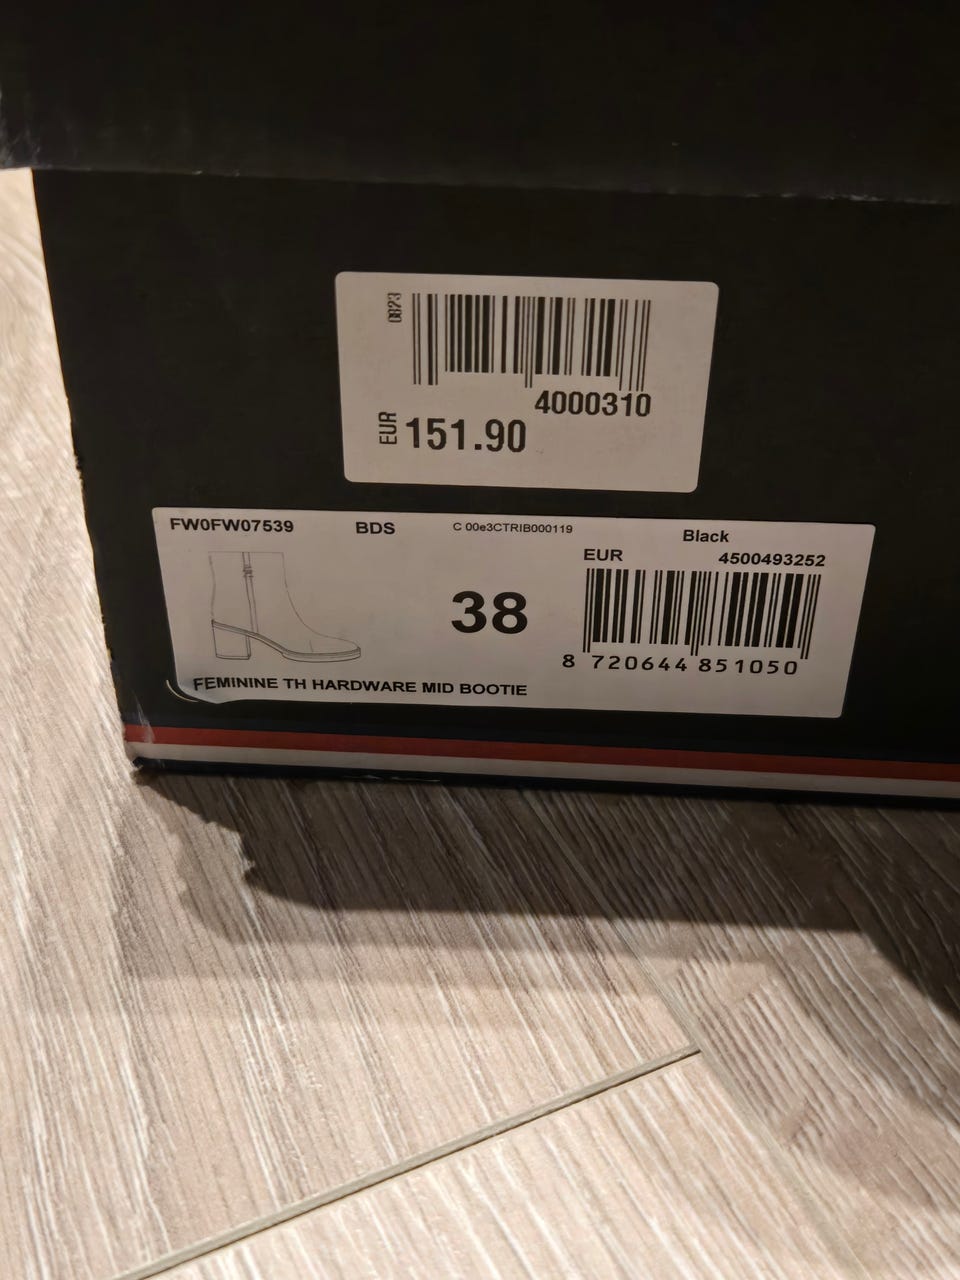 0823
4000310
EUR 151.90
FW0FW07539 BDS C 00e3CTRIB000119 Black
EUR 4500493252
38
8 720644 851050
FEMININE TH HARDWARE MID BOOTIE